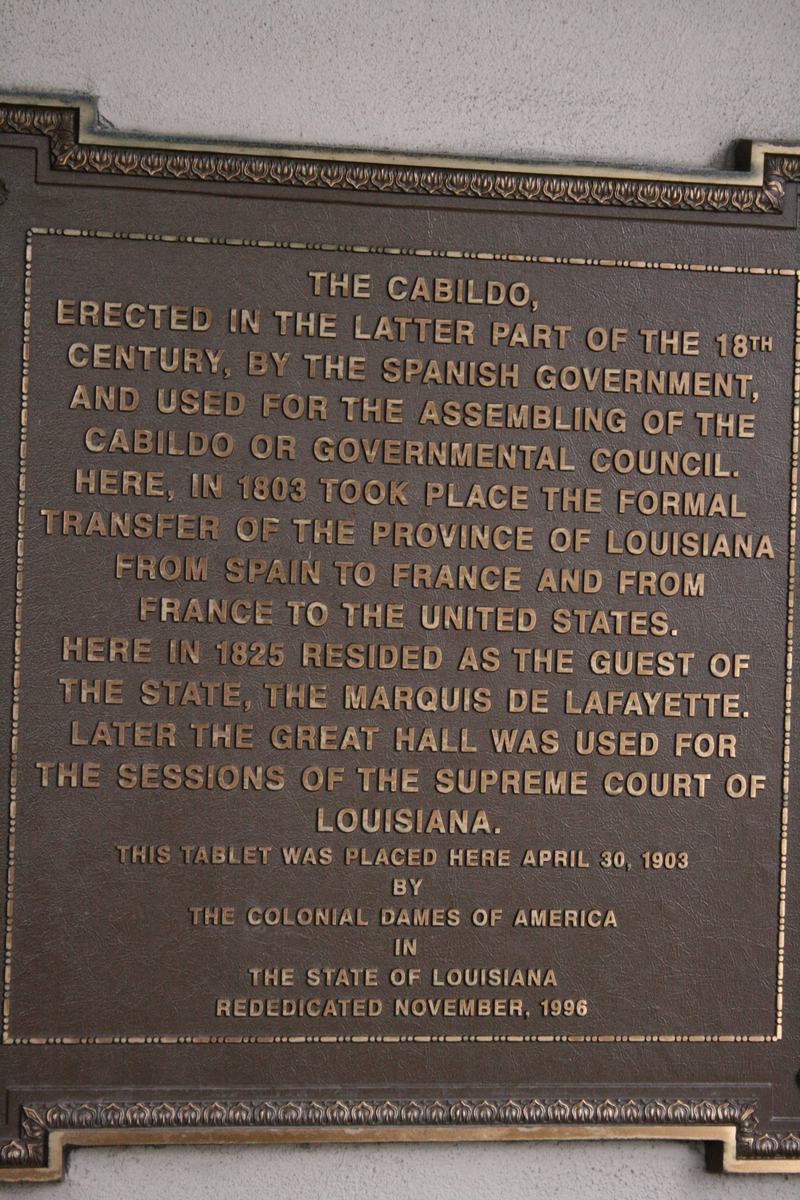 THE CABILDO,
ERECTED IN THE LATTER PART OF THE 18TH
CENTURY, BY THE SPANISH GOVERNMENT,
AND USED FOR THE ASSEMBLING OF THE
CABILDO OR GOVERNMENTAL COUNCIL.
HERE, IN 1803 TOOK PLACE THE FORMAL
TRANSFER OF THE PROVINCE OF LOUISIANA
FROM SPAIN TO FRANCE AND FROM
FRANCE TO THE UNITED STATES.
HERE IN 1825 RESIDED AS THE GUEST OF
THE STATE, THE MARQUIS DE LAFAYETTE.
LATER THE GREAT HALL WAS USED FOR
THE SESSIONS OF THE SUPREME COURT OF
LOUISIANA.
THIS TABLET WAS PLACED HERE APRIL 30, 1903
BY
THE COLONIAL DAMES OF AMERICA
IN
THE STATE OF LOUISIANA
REDEDICATED NOVEMBER, 1996